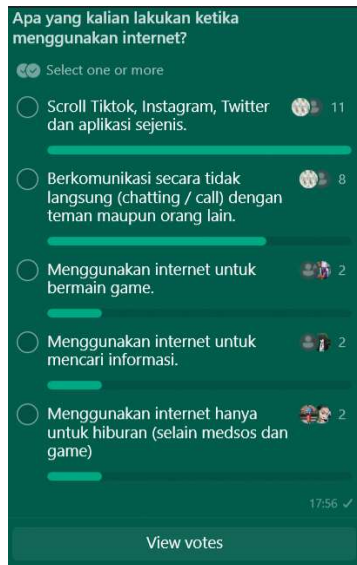 Apa yang kalian lakukan ketika
menggunakan internet?
Select one or more
Scroll Tiktok, Instagram, Twitter
dan aplikasi sejenis.
11
Berkomunikasi secara tidak
langsung (chatting / call) dengan
teman maupun orang lain.
8
Menggunakan internet untuk
bermain game.
2
Menggunakan internet untuk
mencari informasi.
2
Menggunakan internet hanya
untuk hiburan (selain medsos dan
game)
2
17:56
View votes